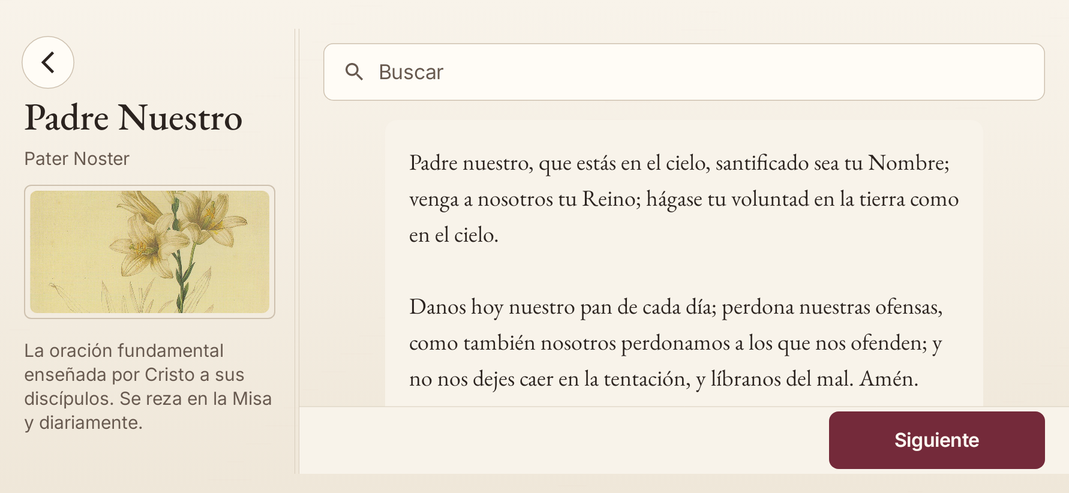 Padre Nuestro
Pater Noster
La oración fundamental
enseñada por Cristo a sus
discípulos. Se reza en la Misa
y diariamente.
Buscar
Padre nuestro, que estás en el cielo, santificado sea tu Nombre;
venga a nosotros tu Reino; hágase tu voluntad en la tierra como
en el cielo.
Danos hoy nuestro pan de cada día; perdona nuestras ofensas,
como también nosotros perdonamos a los que nos ofenden; y
no nos dejes caer en la tentación, y líbranos del mal. Amén.
Siguiente